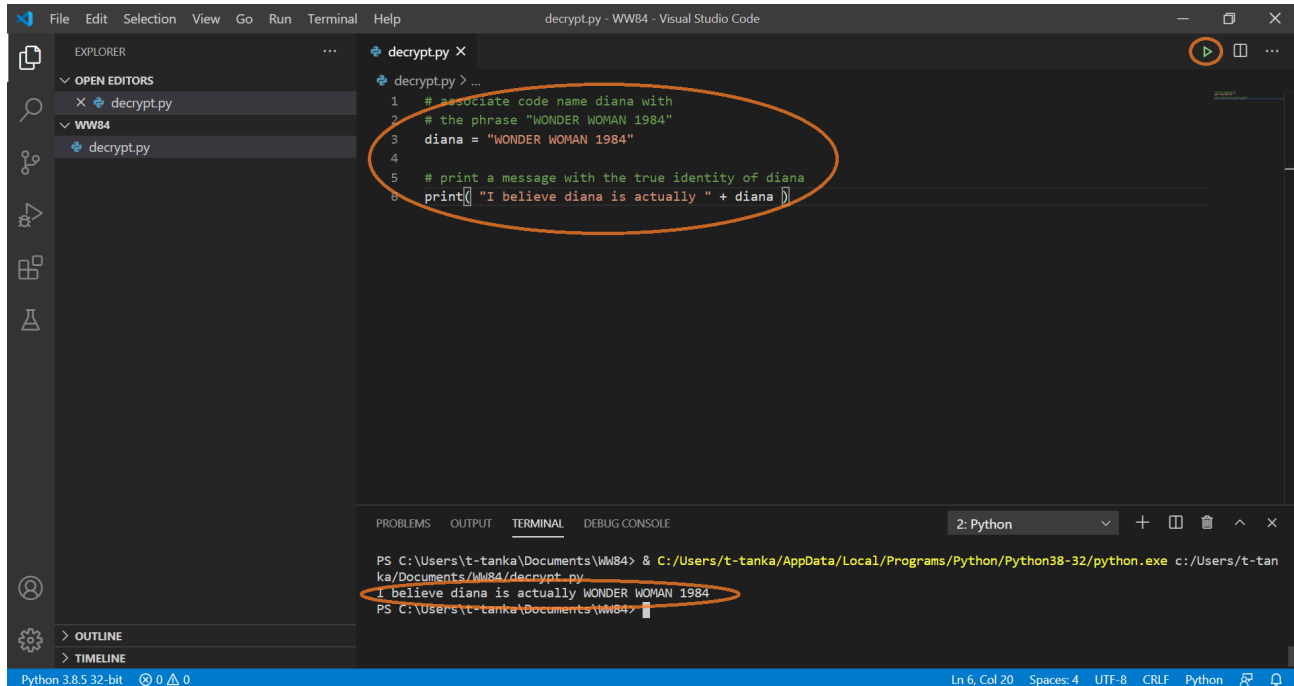 File Edit Selection View Go Run Terminal Help decrypt.py - WW84 - Visual Studio Code
EXPLORER
OPEN EDITORS
decrypt.py
WW84
decrypt.py
decrypt.py
decrypt.py > ...
1 # associate code name diana with
2 # the phrase "WONDER WOMAN 1984"
3 diana = "WONDER WOMAN 1984"
4
5 # print a message with the true identity of diana
6 print( "I believe diana is actually " + diana )
PROBLEMS OUTPUT TERMINAL DEBUG CONSOLE 2: Python
PS C:\Users\t-tanka\Documents\WW84> & C:/Users/t-tanka/AppData/Local/Programs/Python/Python38-32/python.exe c:/Users/t-tan
ka/Documents/WW84/decrypt.py
I believe diana is actually WONDER WOMAN 1984
PS C:\Users\t-tanka\Documents\WW84>
OUTLINE
TIMELINE
Python 3.8.5 32-bit 0 0 Ln 6, Col 20 Spaces: 4 UTF-8 CRLF Python